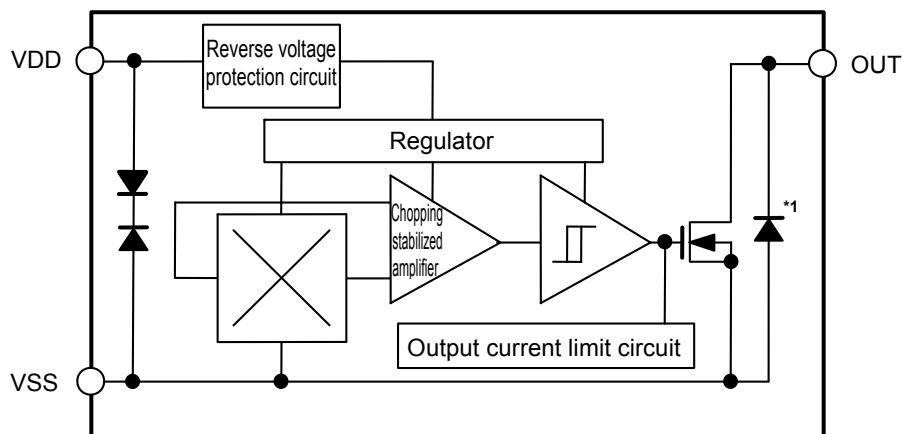 VDD
Reverse voltage
protection circuit
OUT
Regulator
Chopping
stabilized
amplifier
*1
Output current limit circuit
VSS